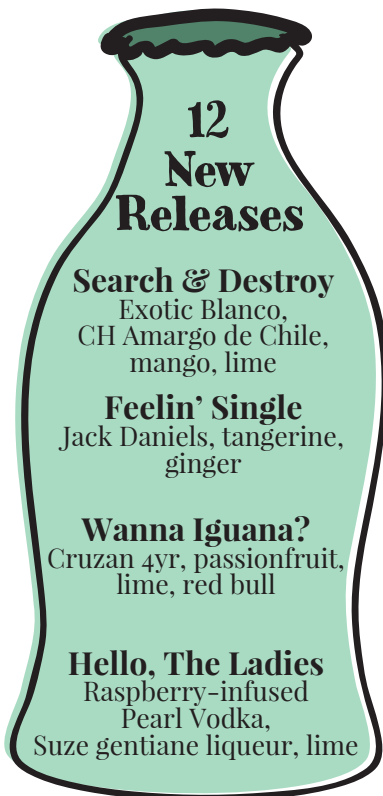 12
New
Releases
Search & Destroy
Exotic Blanco,
CH Amargo de Chile,
mango, lime
Feelin’ Single
Jack Daniels, tangerine,
ginger
Wanna Iguana?
Cruzan 4yr, passionfruit,
lime, red bull
Hello, The Ladies
Raspberry-infused
Pearl Vodka,
Suze gentiane liqueur, lime